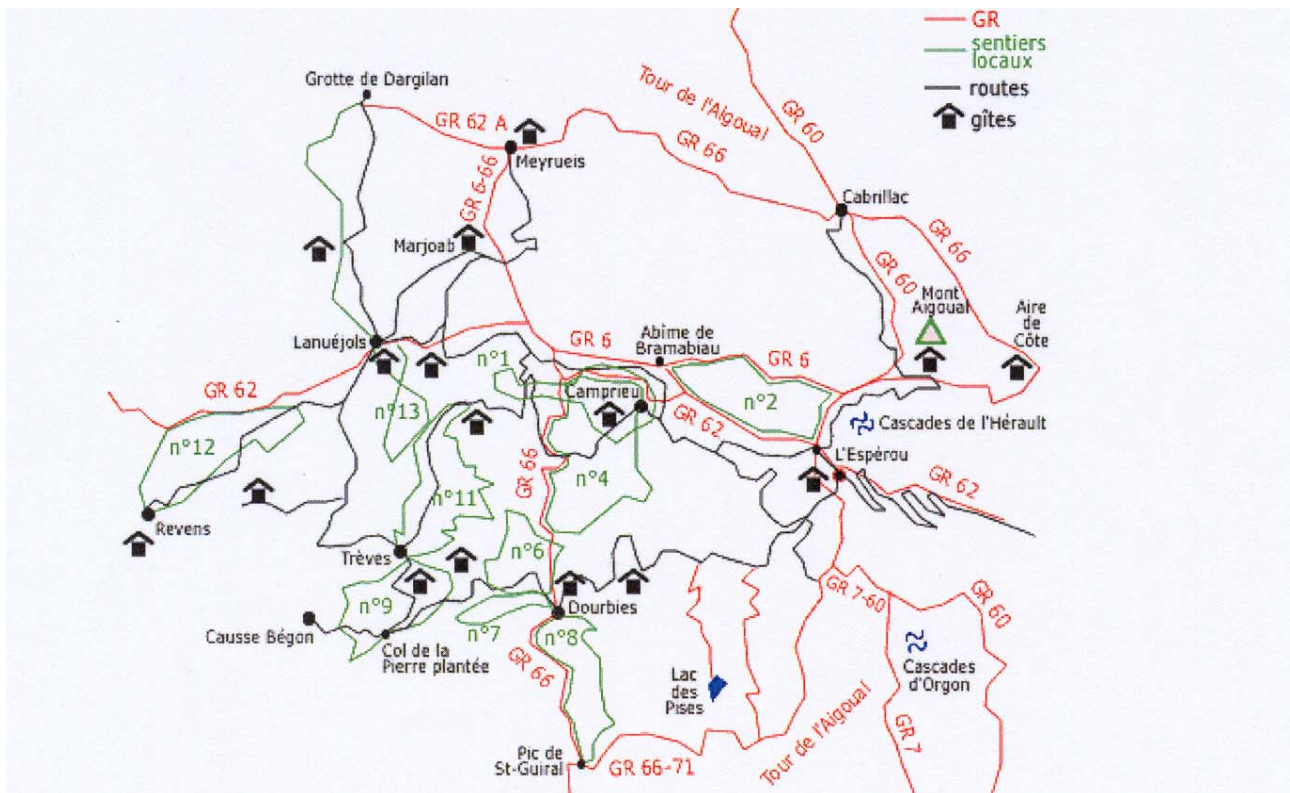 GR
sentiers
locaux
routes
gîtes
Grotte de Dargilan
Tour de l'Aigoual
GR 60
GR 62 A
Meyrueis
GR 66
GR 6-66
Cabrillac
Marjoab
GR 66
GR 60
Mont
Aigoual
Aire
de
Côte
Lanuéjols
GR 6
Abîme de
Bramabiau
GR 6
n°1
GR 62
n°13
Camprieu
n°2
GR 62
Cascades de l'Hérault
n°12
L'Espérou
n°4
GR 66
GR 62
n°11
Revens
Trèves
n°6
n°9
Dourbies
GR 7-60
GR 60
Causse Bégon
n°7
n°8
Col de la
Pierre plantée
GR 66
Lac
des
Pises
Cascades
d'Orgon
Tour de l'Aigoual
GR 7
Pic de
St-Guiral
GR 66-71